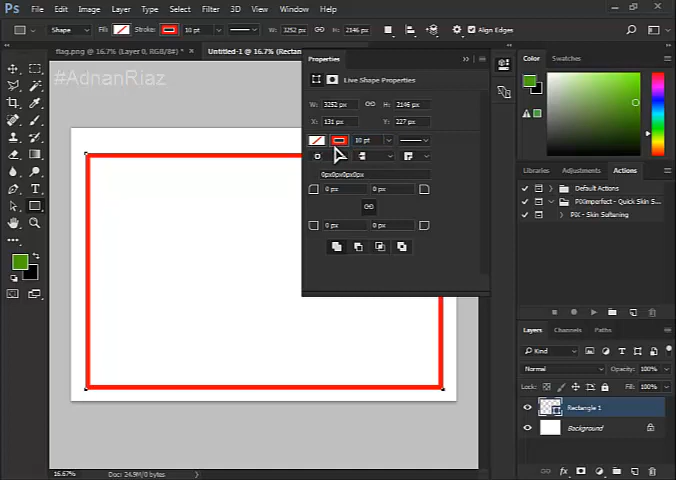 Ps File Edit Image Layer Type Select Filter 3D View Window Help
Shape Fill: Stroke: 10 pt W: 3252 px H: 2146 px Align Edges
ftag.png @ 16.7% (Layer 0, RGB/8#) * × Untitled-1 @ 16.7% (Rectan
#AdnanRiaz
Properties
Live Shape Properties
W: 3252 px H: 2146 px
X: 131 px Y: 227 px
10 pt
0px0px0px0px
0 px 0 px
0 px 0 px
Color Swatches
Libraries Adjustments Actions
Default Actions
PiXimperfect - Quick Skin S...
PiX - Skin Softening
Layers Channels Paths
Kind
Normal Opacity: 100%
Lock: Fill: 100%
Rectangle 1
Background
16.67% Doc: 24.9M/0 bytes
fx